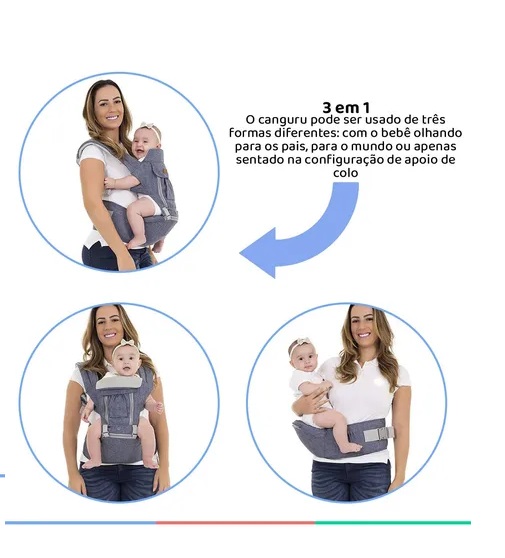 3 em 1
O canguru pode ser usado de três
formas diferentes: com o bebê olhando
para os pais, para o mundo ou apenas
sentado na configuração de apoio de
colo